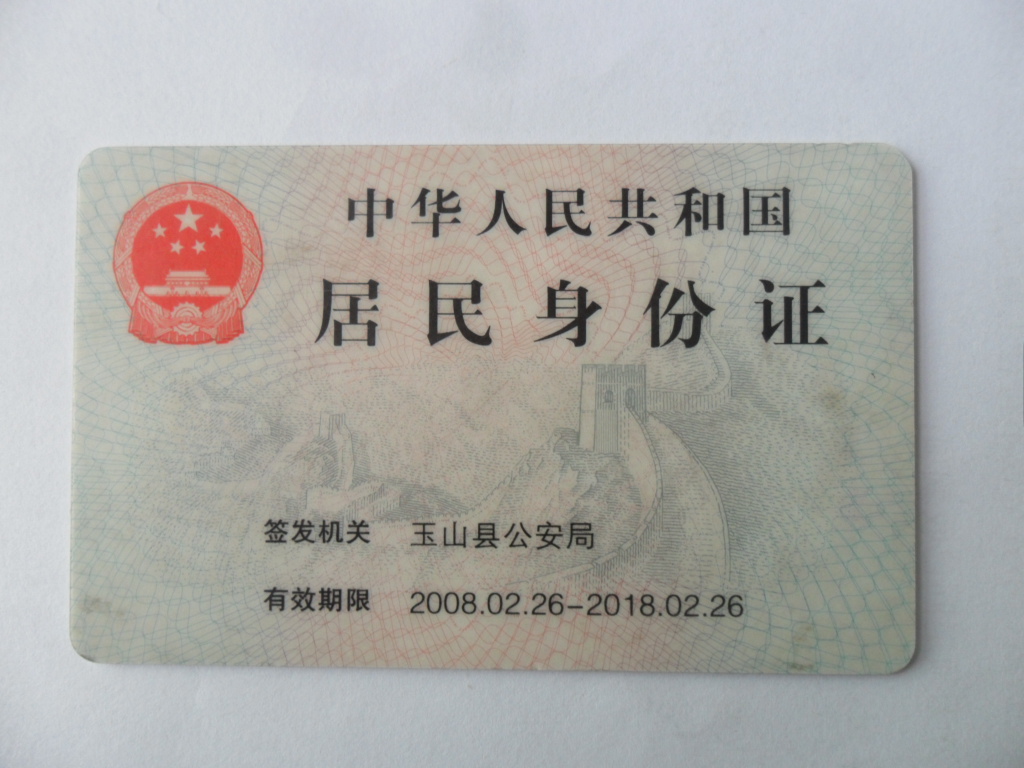 中华人民共和国
居民身份证
签发机关 玉山县公安局
有效期限 2008.02.26-2018.02.26